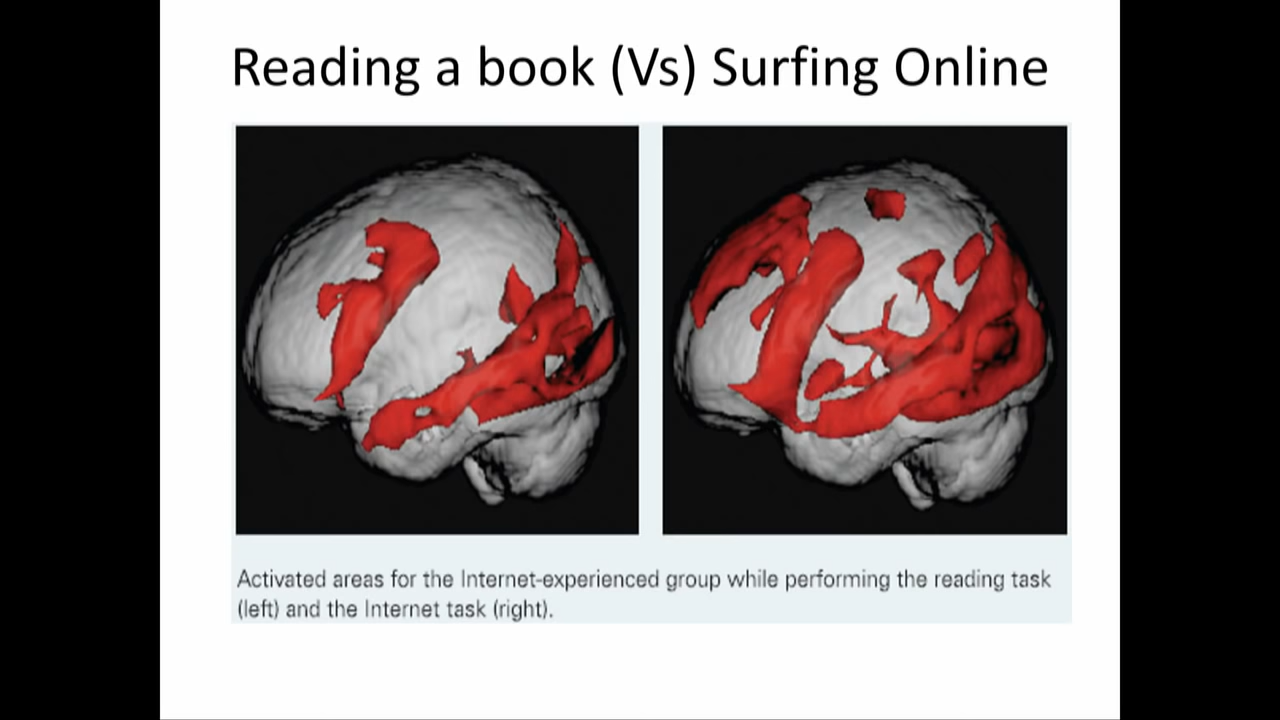 Reading a book (Vs) Surfing Online
Activated areas for the Internet-experienced group while performing the reading task
(left) and the Internet task (right).